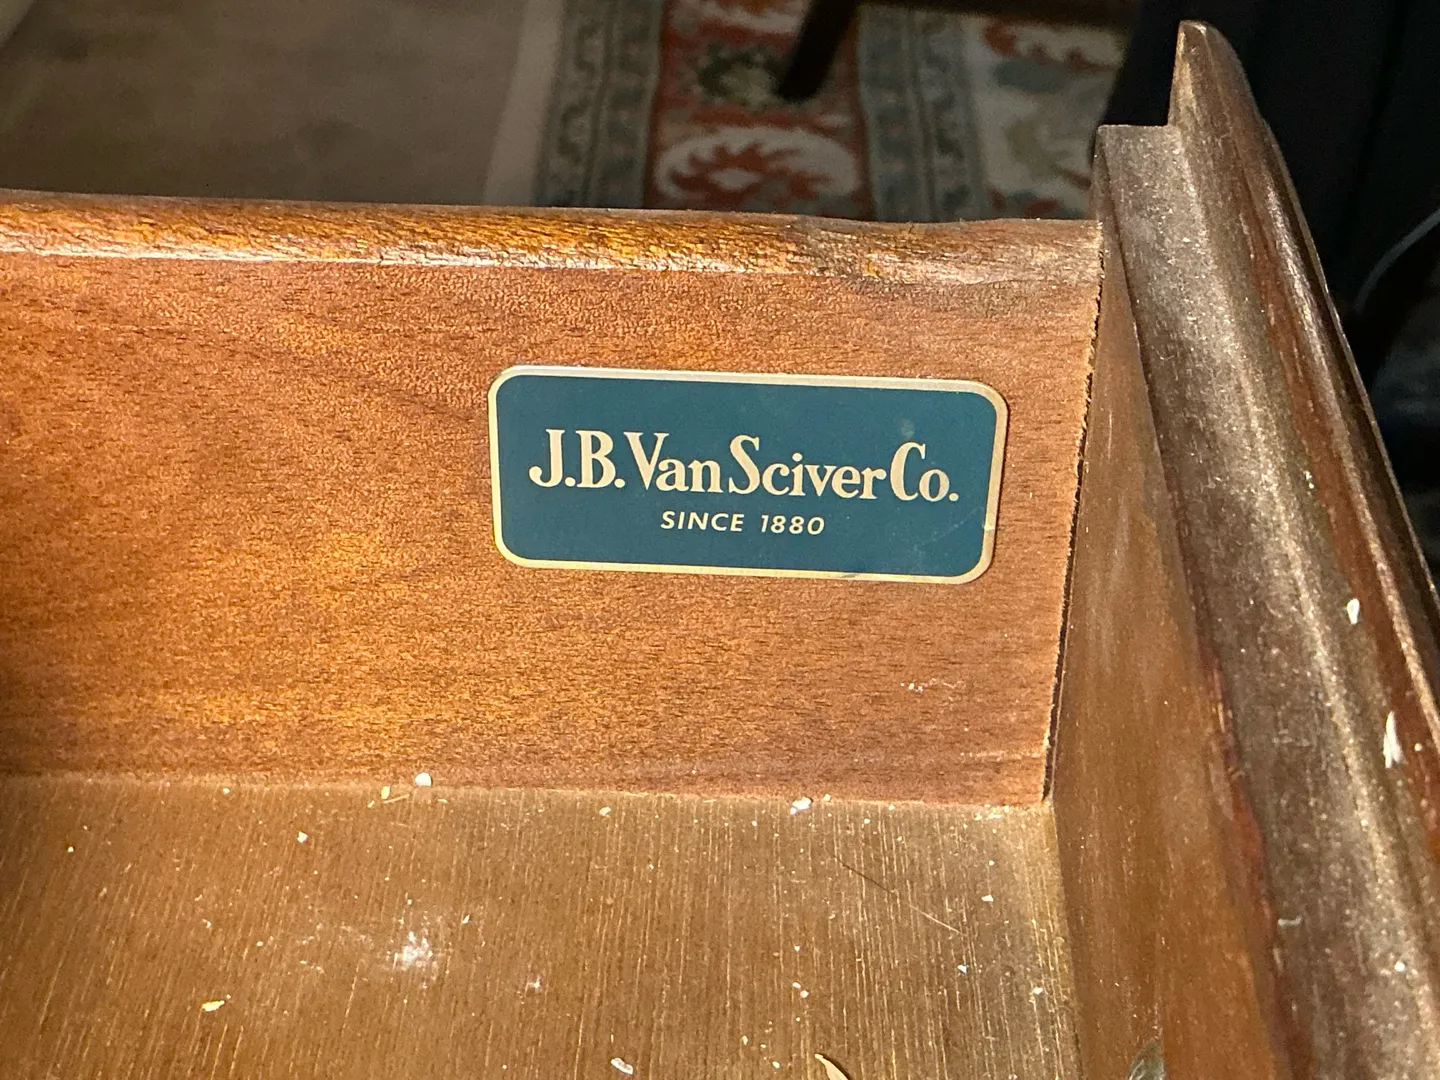 J.B. Van Sciver Co.
SINCE 1880